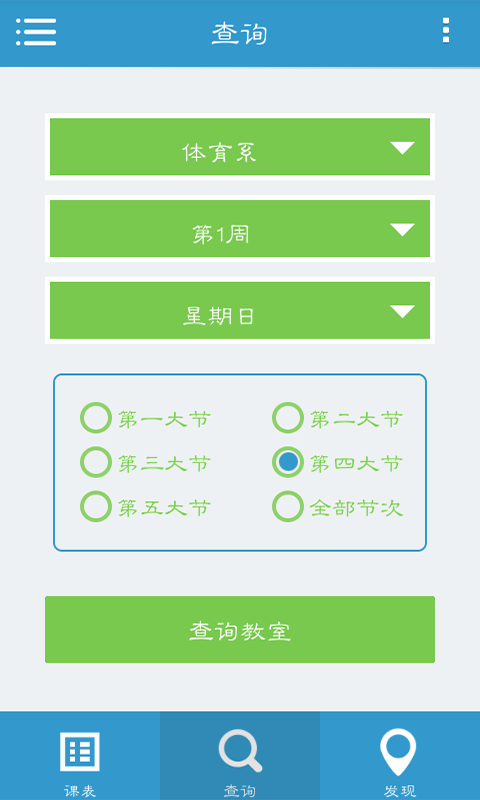 查询
体育系
第1周
星期日
第一大节 第二大节
第三大节 第四大节
第五大节 全部节次
查询教室
课表 查询 发现